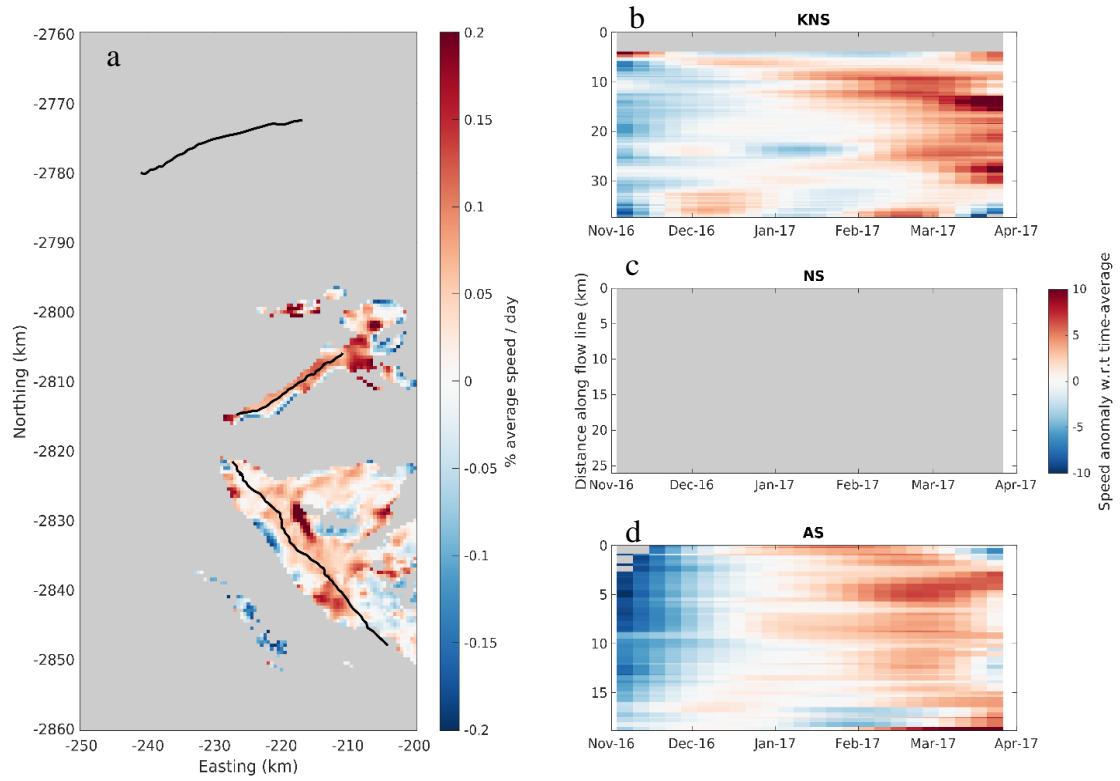 a
-2760
-2770
-2780
-2790
-2800
-2810
-2820
-2830
-2840
-2850
-2860
Northing (km)
-250
-240
-230
-220
-210
-200
Easting (km)
0.2
0.15
0.1
0.05
0
-0.05
-0.1
-0.15
-0.2
% average speed / day
b
KNS
0
10
20
30
Nov-16
Dec-16
Jan-17
Feb-17
Mar-17
Apr-17
c
NS
0
5
10
15
20
25
Distance along flow line (km)
Nov-16
Dec-16
Jan-17
Feb-17
Mar-17
Apr-17
10
5
0
-5
-10
Speed anomaly w.r.t time-average
d
AS
0
5
10
15
Nov-16
Dec-16
Jan-17
Feb-17
Mar-17
Apr-17